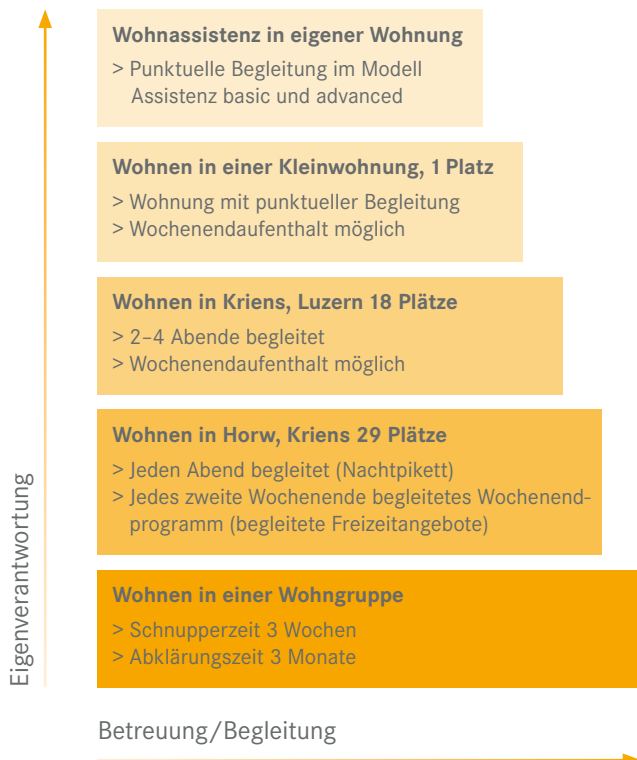 Wohnassistenz in eigener Wohnung
> Punktuelle Begleitung im Modell
Assistenz basic und advanced
Wohnen in einer Kleinwohnung, 1 Platz
> Wohnung mit punktueller Begleitung
> Wochenendaufenthalt möglich
Wohnen in Kriens, Luzern 18 Plätze
> 2–4 Abende begleitet
> Wochenendaufenthalt möglich
Wohnen in Horw, Kriens 29 Plätze
> Jeden Abend begleitet (Nachtpikett)
> Jedes zweite Wochenende begleitetes Wochenend-
programm (begleitete Freizeitangebote)
Wohnen in einer Wohngruppe
> Schnupperzeit 3 Wochen
> Abklärungszeit 3 Monate
Eigenverantwortung
Betreuung/Begleitung